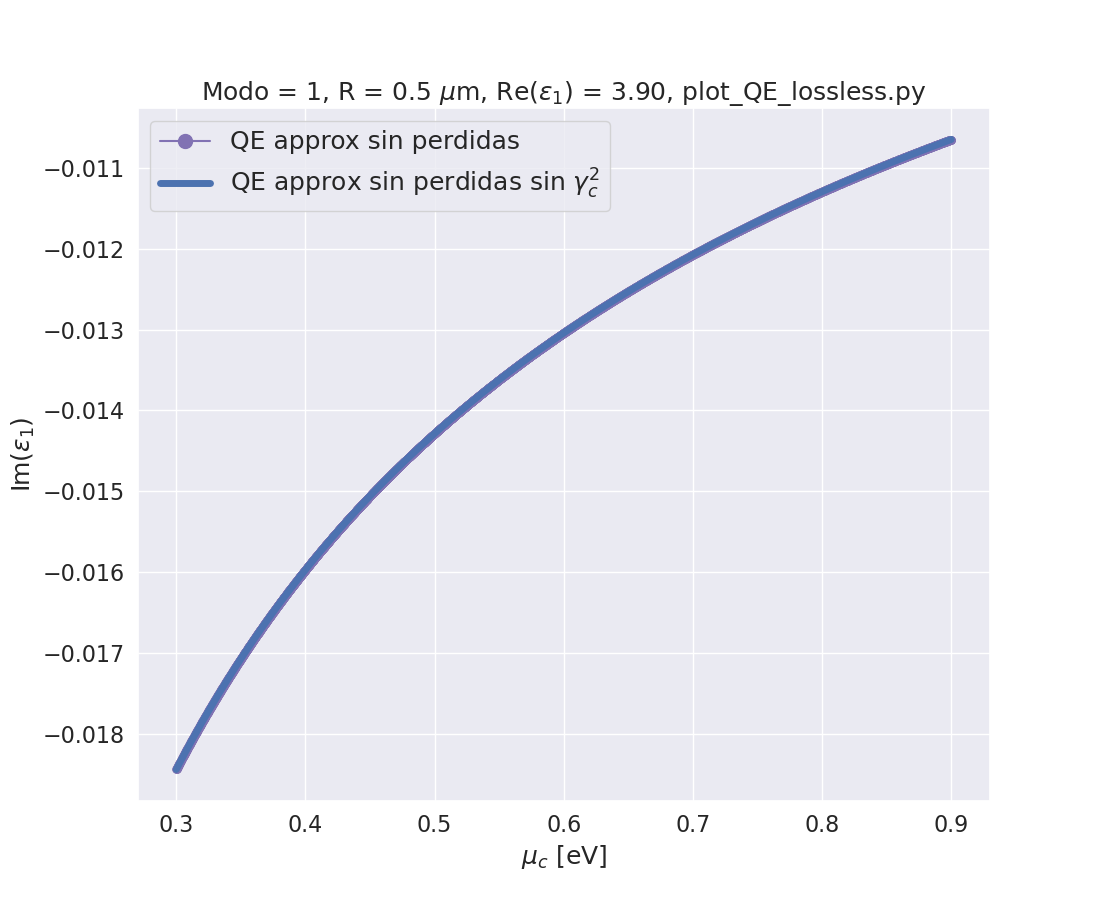 Modo = 1, R = 0.5 μm, Re(ε₁) = 3.90, plot_QE_lossless.py
QE approx sin perdidas
QE approx sin perdidas sin γ_c^2
−0.011
−0.012
−0.013
−0.014
−0.015
−0.016
−0.017
−0.018
Im(ε₁)
0.3 0.4 0.5 0.6 0.7 0.8 0.9
μ_c [eV]